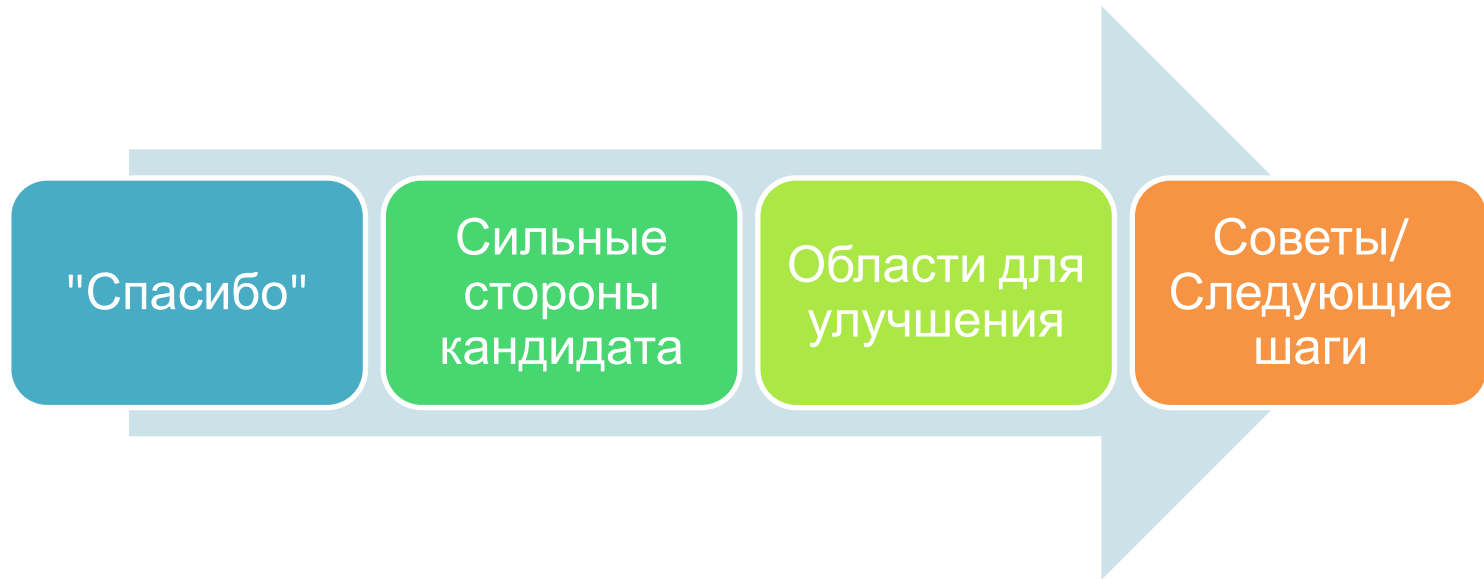 "Спасибо"
Сильные
стороны
кандидата
Области для
улучшения
Советы/
Следующие
шаги